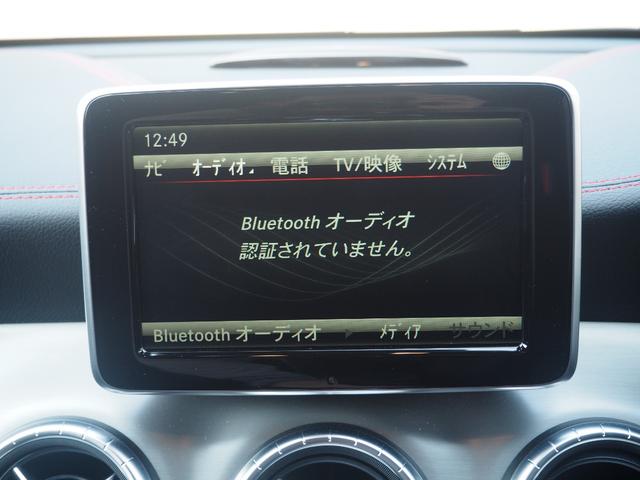 12:49
ナビ オーディオ 電話 TV/映像 システム
Bluetooth オーディオ
認証されていません。
Bluetooth オーディオ メディア サウンド